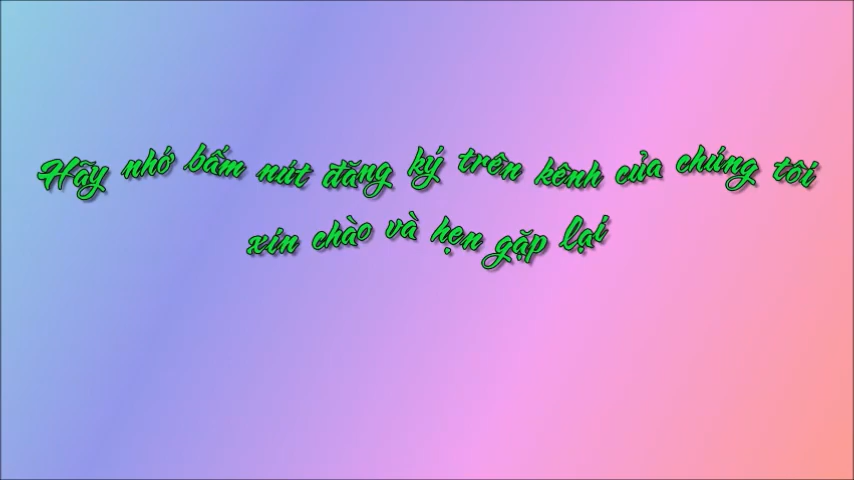 Hãy nhớ bấm nút đăng ký trên kênh của chúng tôi
xin chào và hẹn gặp lại